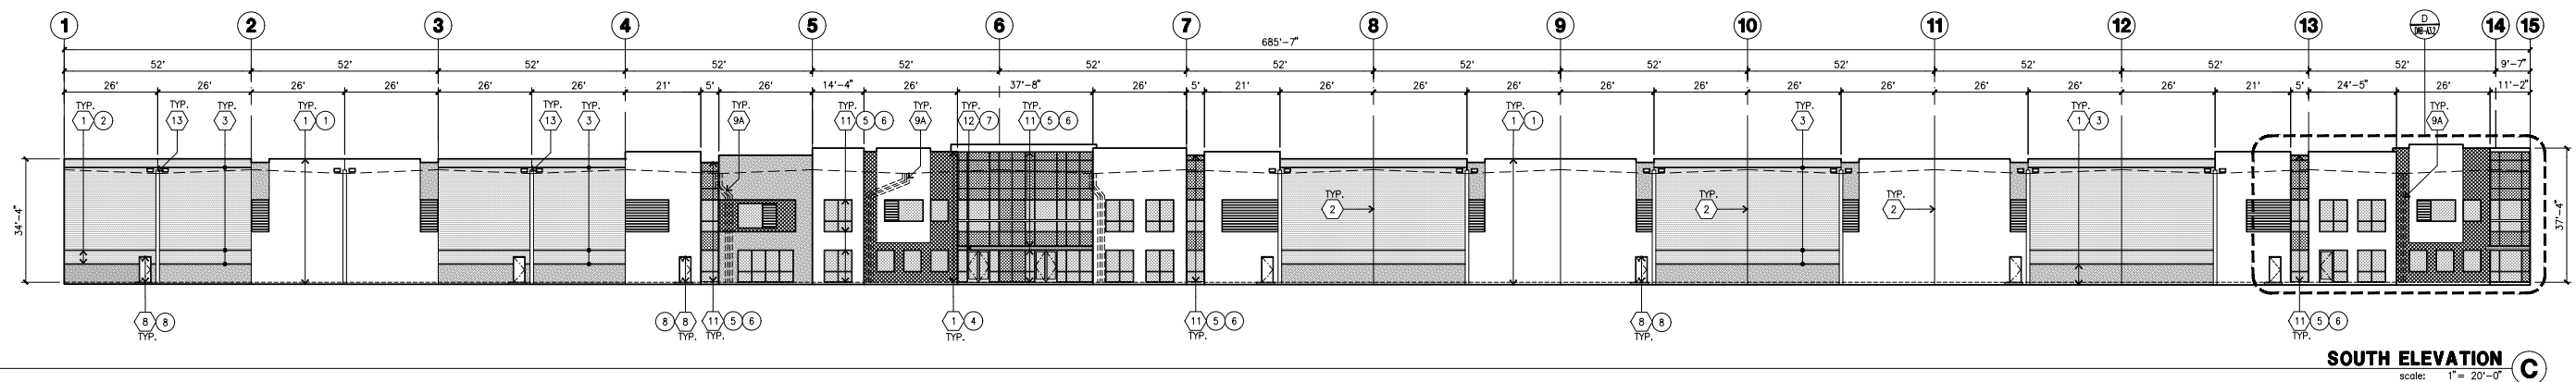 1 2 3 4 5 6 7 8 9 10 11 12 13 D 14 15
DAB-A3.2
685'-7"
52' 52' 52' 52' 52' 52' 52' 52' 52' 52' 52' 52' 52' 9'-7"
26' 26' 26' 26' 26' 26' 21' 5' 26' 14'-4" 26' 37'-8" 26' 5' 21' 26' 26' 26' 26' 26' 26' 26' 26' 26' 26' 21' 5' 24'-5" 26' 11'-2"
TYP. TYP. TYP. TYP. TYP. TYP. TYP. TYP. TYP. TYP. TYP. TYP. TYP. TYP. TYP.
1 2 13 3 1 1 13 3 9A 11 5 6 9A 12 7 11 5 6 1 1 3 1 3 9A
34'-4"
TYP. TYP. TYP.
2 2 2
37'-4"
8 8 8 8 11 5 6 1 4 11 5 6 8 8 11 5 6
TYP. TYP. TYP. TYP. TYP. TYP. TYP.
SOUTH ELEVATION C
scale: 1" = 20'-0"